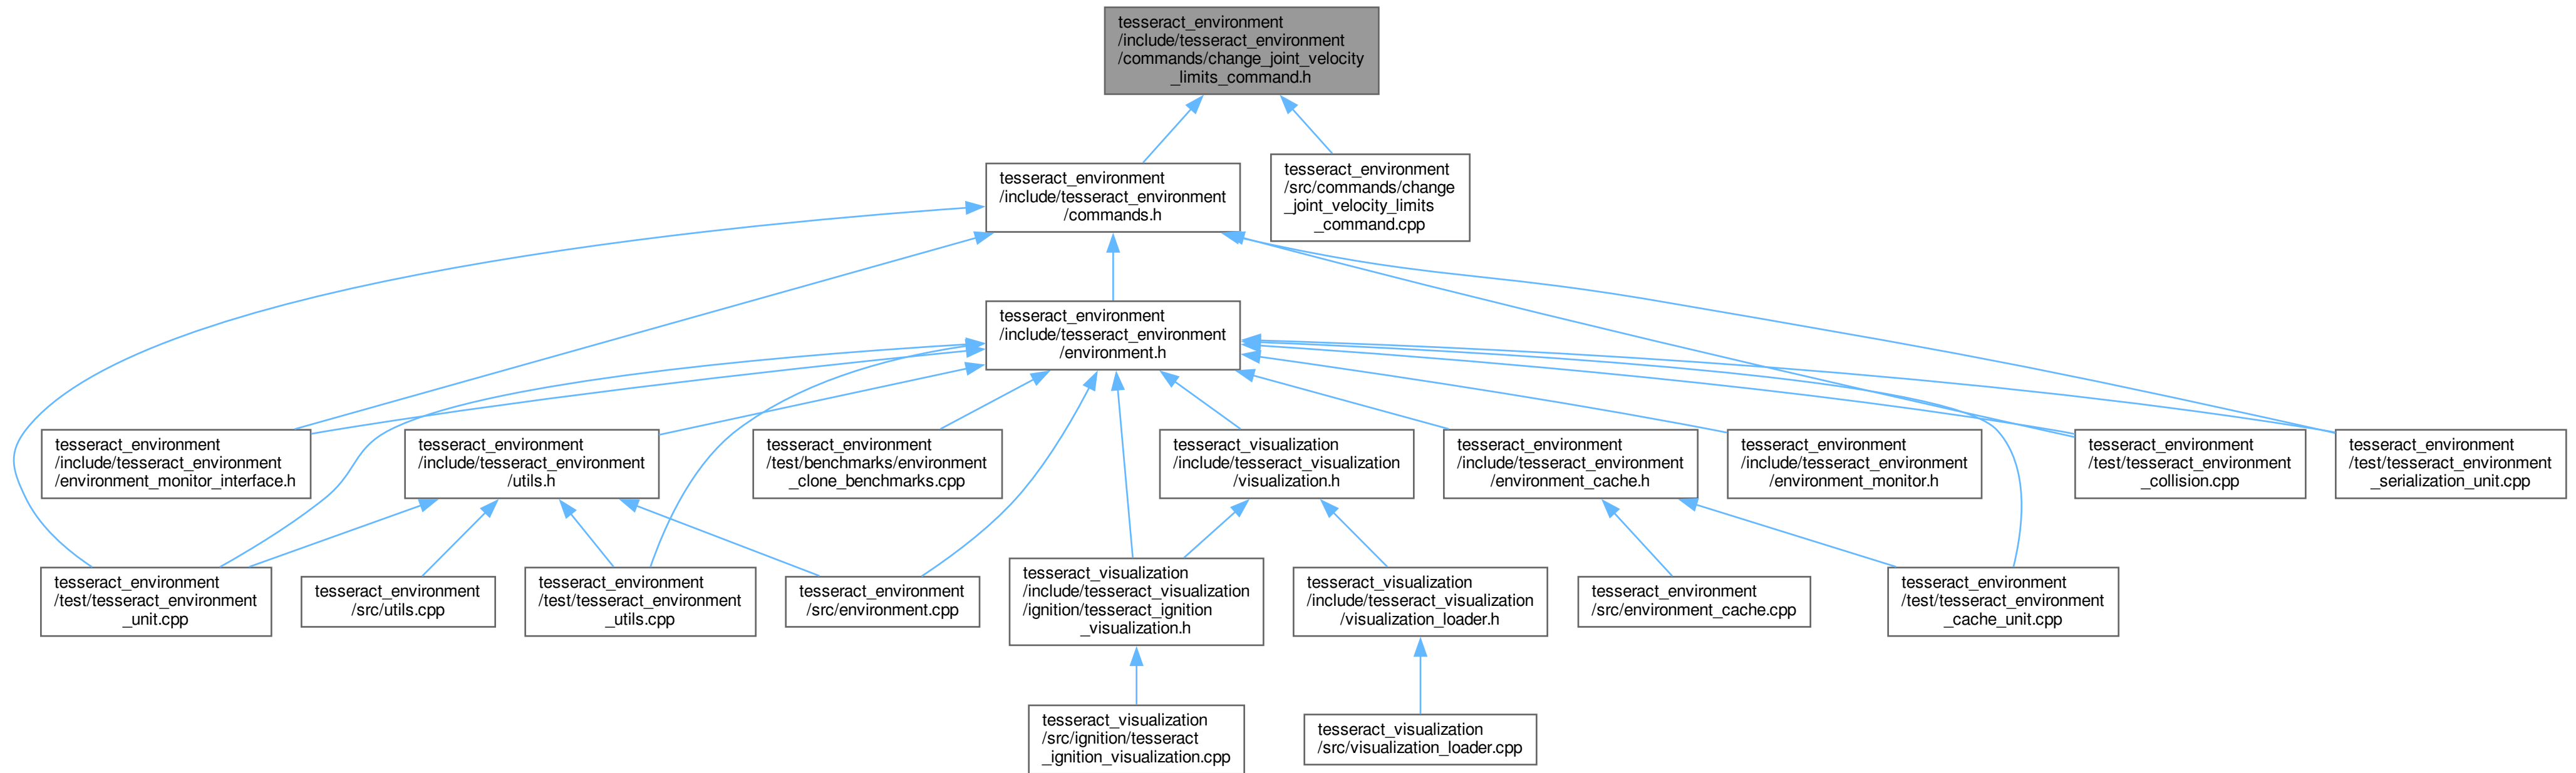 tesseract_environment
/include/tesseract_environment
/commands/change_joint_velocity
_limits_command.h
tesseract_environment
/include/tesseract_environment
/commands.h
tesseract_environment
/src/commands/change
_joint_velocity_limits
_command.cpp
tesseract_environment
/include/tesseract_environment
/environment.h
tesseract_environment
/include/tesseract_environment
/environment_monitor_interface.h
tesseract_environment
/include/tesseract_environment
/utils.h
tesseract_environment
/test/benchmarks/environment
_clone_benchmarks.cpp
tesseract_visualization
/include/tesseract_visualization
/visualization.h
tesseract_environment
/include/tesseract_environment
/environment_cache.h
tesseract_environment
/include/tesseract_environment
/environment_monitor.h
tesseract_environment
/test/tesseract_environment
_collision.cpp
tesseract_environment
/test/tesseract_environment
_serialization_unit.cpp
tesseract_environment
/test/tesseract_environment
_unit.cpp
tesseract_environment
/src/utils.cpp
tesseract_environment
/test/tesseract_environment
_utils.cpp
tesseract_environment
/src/environment.cpp
tesseract_visualization
/include/tesseract_visualization
/ignition/tesseract_ignition
_visualization.h
tesseract_visualization
/include/tesseract_visualization
/visualization_loader.h
tesseract_environment
/src/environment_cache.cpp
tesseract_environment
/test/tesseract_environment
_cache_unit.cpp
tesseract_visualization
/src/ignition/tesseract
_ignition_visualization.cpp
tesseract_visualization
/src/visualization_loader.cpp